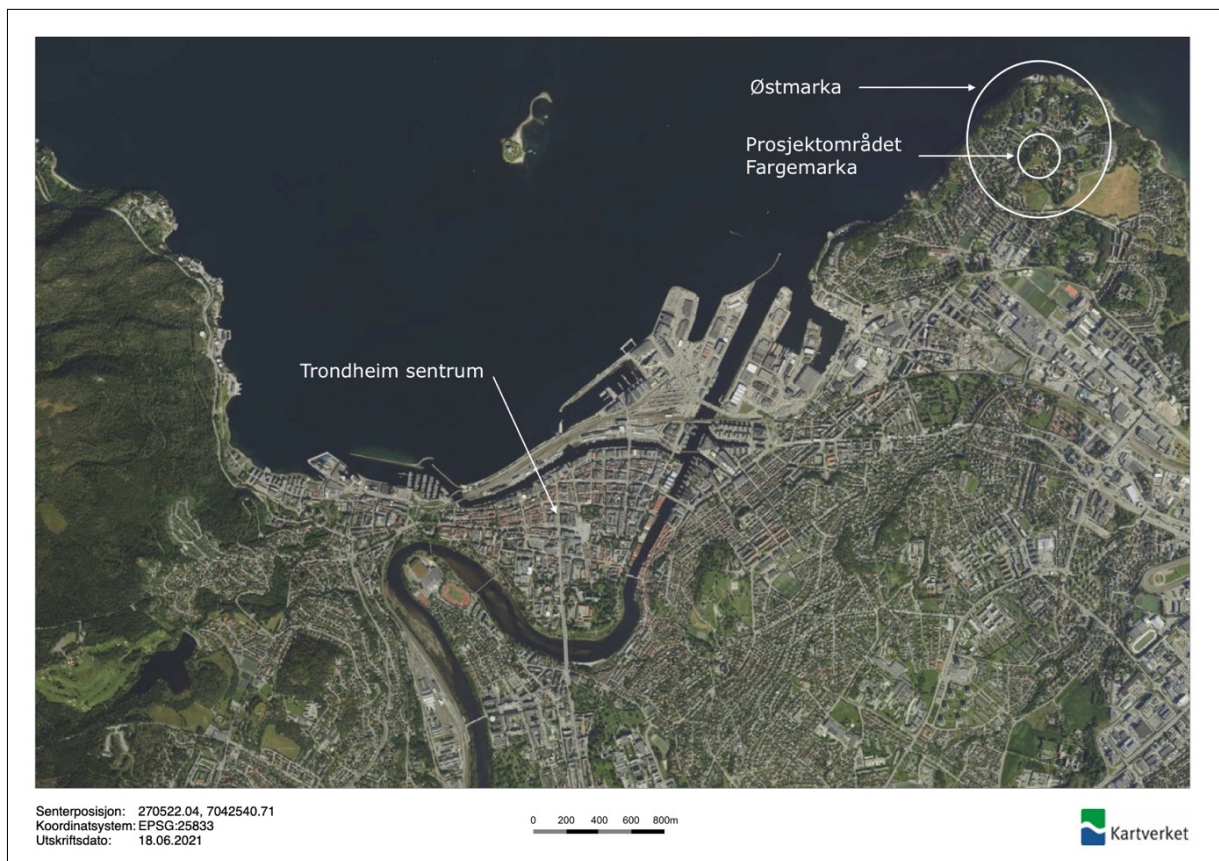 Østmarka
Prosjektområdet
Fargemarka
Trondheim sentrum
Senterposisjon: 270522.04, 7042540.71
Koordinatsystem: EPSG:25833
Utskriftsdato: 18.06.2021
0 200 400 600 800m
Kartverket